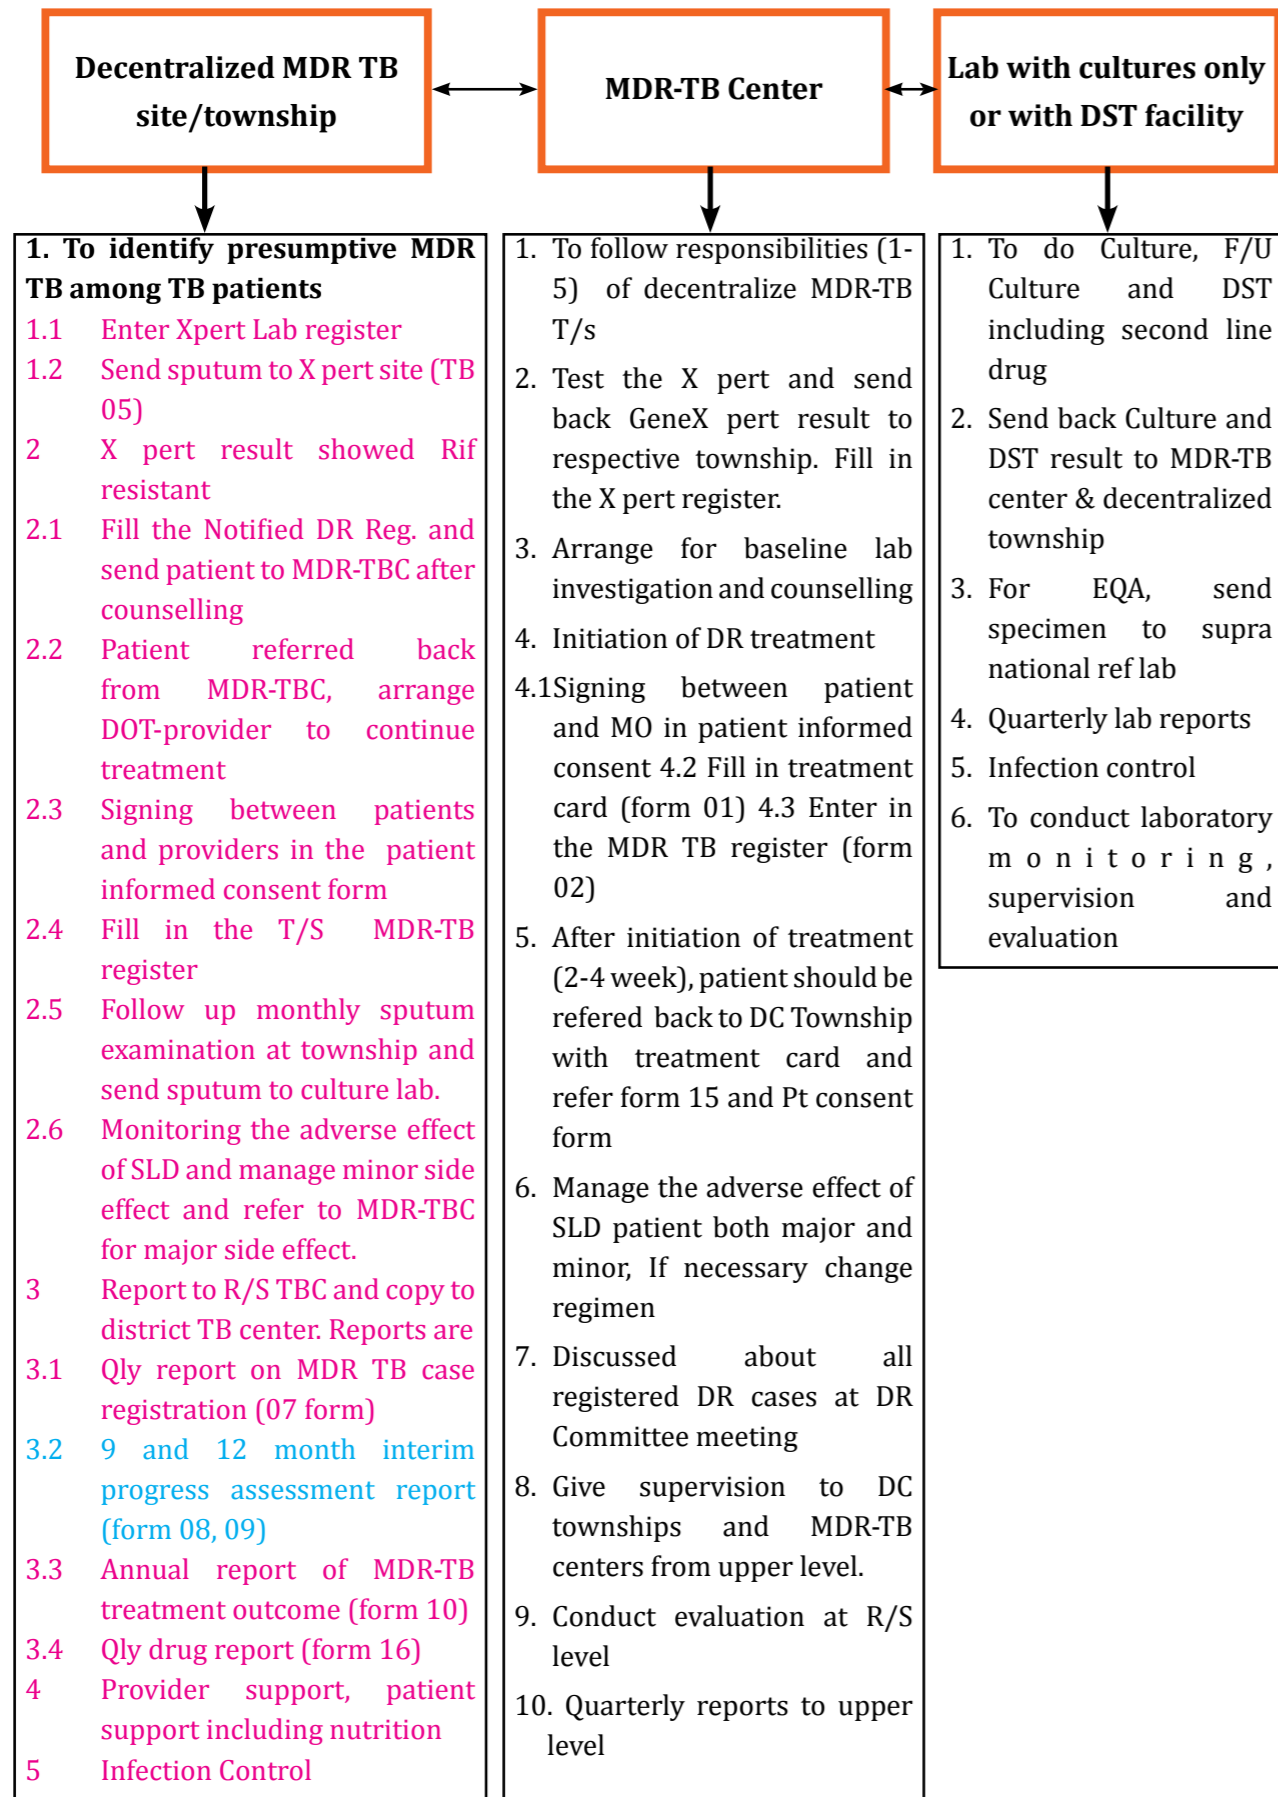 Decentralized MDR TB
site/township
MDR-TB Center
Lab with cultures only
or with DST facility
1. To identify presumptive MDR
TB among TB patients
1.1 Enter Xpert Lab register
1.2 Send sputum to X pert site (TB
05)
2 X pert result showed Rif
resistant
2.1 Fill the Notified DR Reg. and
send patient to MDR-TBC after
counselling
2.2 Patient referred back
from MDR-TBC, arrange
DOT-provider to continue
treatment
2.3 Signing between patients
and providers in the patient
informed consent form
2.4 Fill in the T/S MDR-TB
register
2.5 Follow up monthly sputum
examination at township and
send sputum to culture lab.
2.6 Monitoring the adverse effect
of SLD and manage minor side
effect and refer to MDR-TBC
for major side effect.
3 Report to R/S TBC and copy to
district TB center. Reports are
3.1 Qly report on MDR TB case
registration (07 form)
3.2 9 and 12 month interim
progress assessment report
(form 08, 09)
3.3 Annual report of MDR-TB
treatment outcome (form 10)
3.4 Qly drug report (form 16)
4 Provider support, patient
support including nutrition
5 Infection Control
1. To follow responsibilities (1-
5) of decentralize MDR-TB
T/s
2. Test the X pert and send
back GeneX pert result to
respective township. Fill in
the X pert register.
3. Arrange for baseline lab
investigation and counselling
4. Initiation of DR treatment
4.1Signing between patient
and MO in patient informed
consent 4.2 Fill in treatment
card (form 01) 4.3 Enter in
the MDR TB register (form
02)
5. After initiation of treatment
(2-4 week), patient should be
refered back to DC Township
with treatment card and
refer form 15 and Pt consent
form
6. Manage the adverse effect of
SLD patient both major and
minor, If necessary change
regimen
7. Discussed about all
registered DR cases at DR
Committee meeting
8. Give supervision to DC
townships and MDR-TB
centers from upper level.
9. Conduct evaluation at R/S
level
10. Quarterly reports to upper
level
1. To do Culture, F/U
Culture and DST
including second line
drug
2. Send back Culture and
DST result to MDR-TB
center & decentralized
township
3. For EQA, send
specimen to supra
national ref lab
4. Quarterly lab reports
5. Infection control
6. To conduct laboratory
monitoring,
supervision and
evaluation